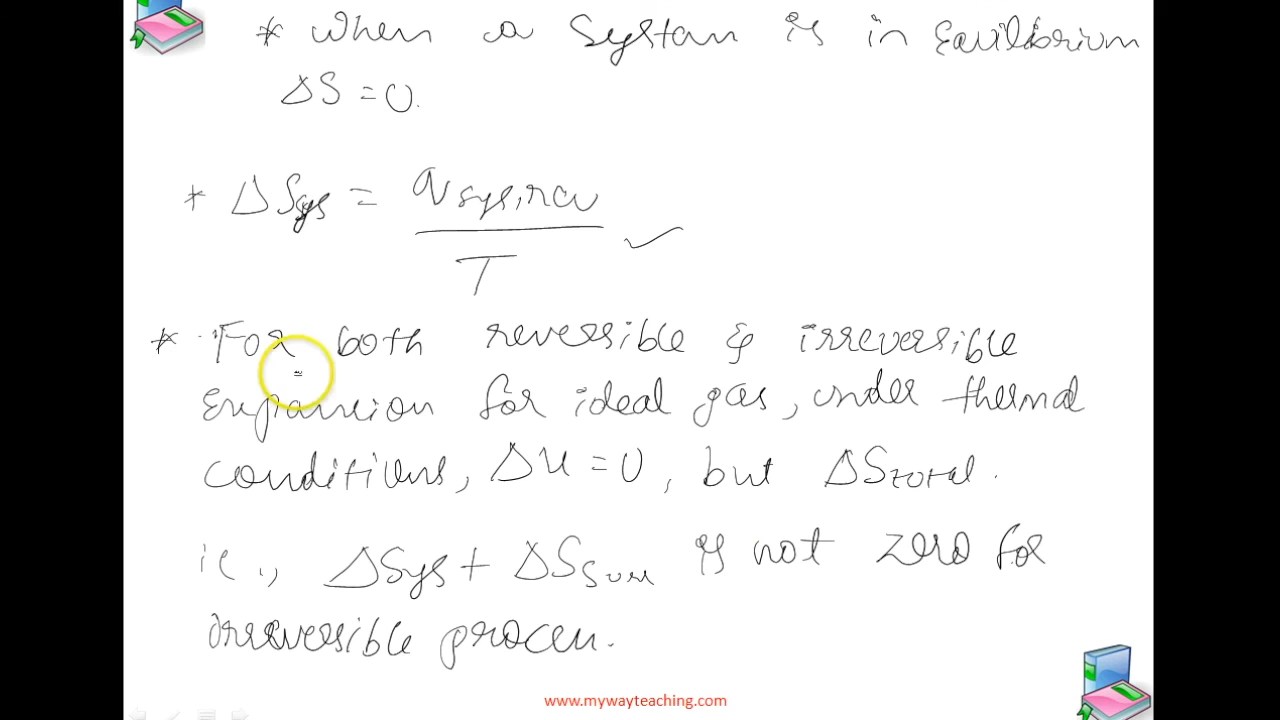 * When a System is in Equilibrium
ΔS = 0.
* ΔSsys = qsys,rev
T
* For both reversible & irreversible
Expansion for ideal gas, under thermal
conditions, ΔU = 0, but ΔSTotal.
ie., ΔSsys + ΔSsurr is not zero for
irreversible process.
www.mywayteaching.com